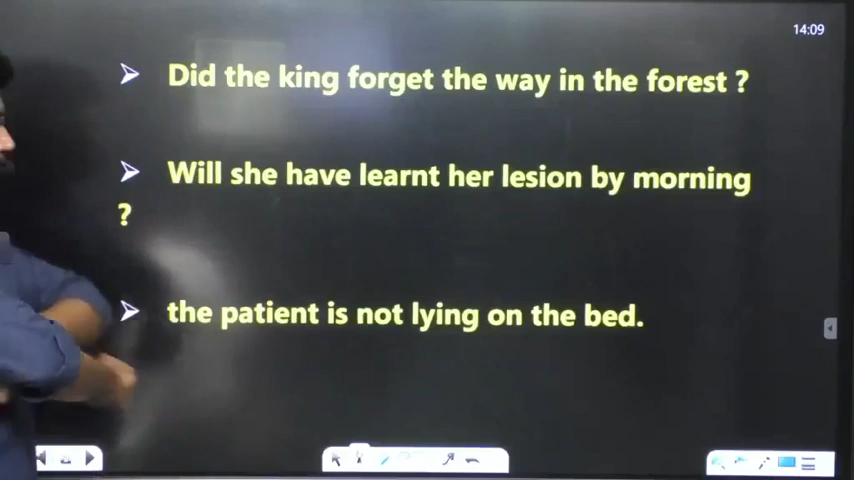 14:09
➢ Did the king forget the way in the forest ?
➢ Will she have learnt her lesion by morning
?
➢ the patient is not lying on the bed.